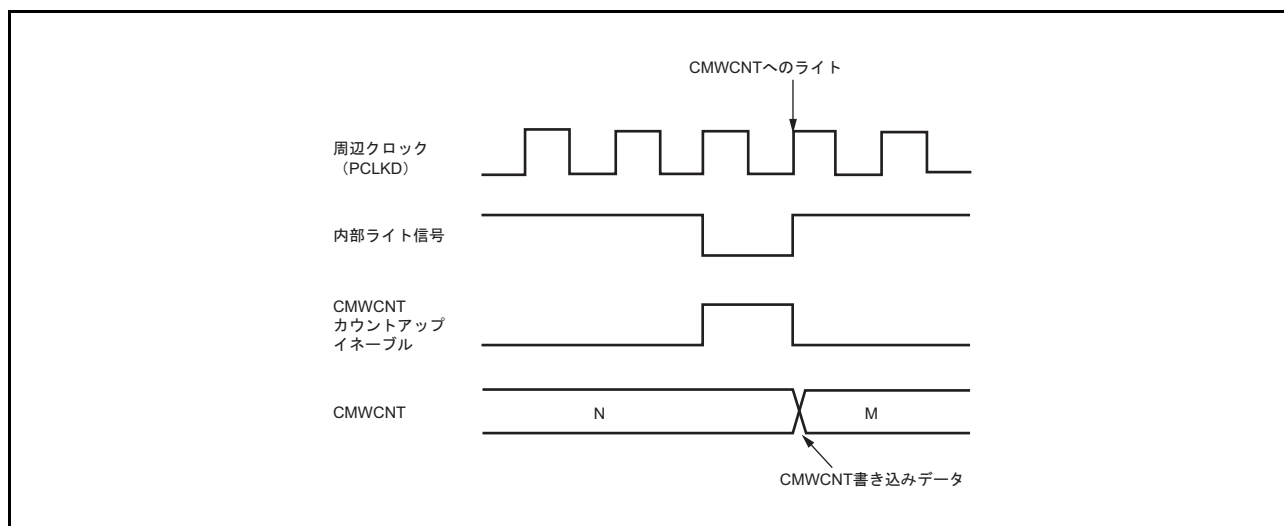 CMWCNTへのライト
周辺クロック
（PCLKD）
内部ライト信号
CMWCNT
カウントアップ
イネーブル
CMWCNT
N
M
CMWCNT書き込みデータ